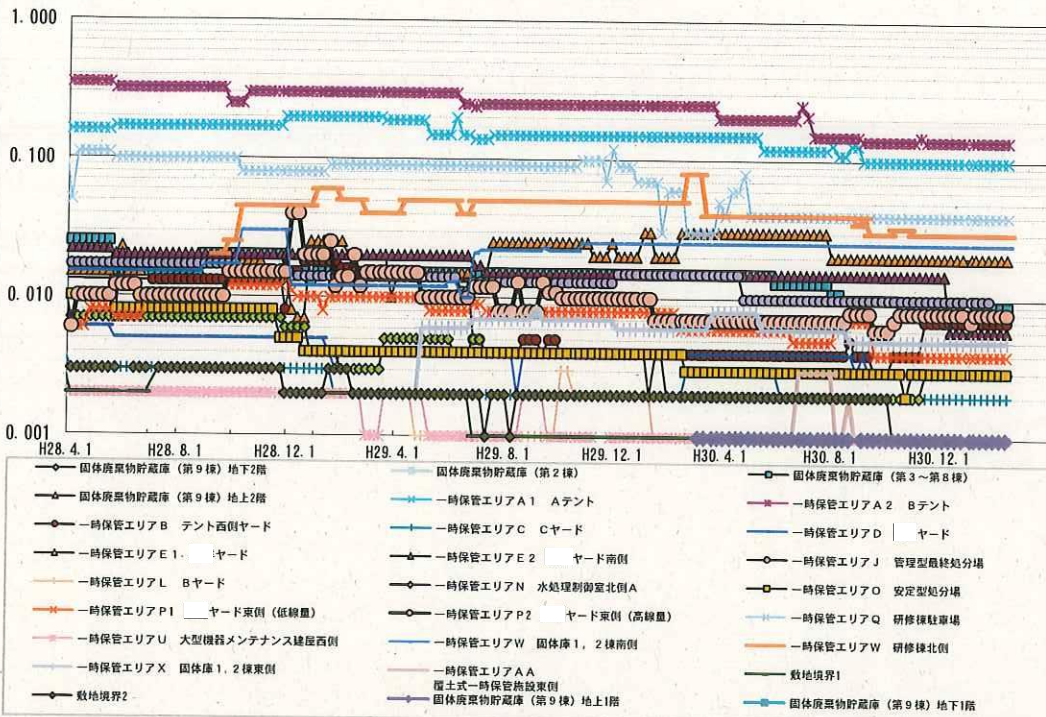 1.000
0.100
0.010
0.001
H28.4.1 H28.8.1 H28.12.1 H29.4.1 H29.8.1 H29.12.1 H30.4.1 H30.8.1 H30.12.1
固体廃棄物貯蔵庫(第9棟)地下2階 固体廃棄物貯蔵庫(第2棟) 固体廃棄物貯蔵庫(第3～第8棟)
固体廃棄物貯蔵庫(第9棟)地上2階 一時保管エリアA1 Aテント 一時保管エリアA2 Bテント
一時保管エリアB テント西側ヤード 一時保管エリアC Cヤード 一時保管エリアD ヤード
一時保管エリアE1 ヤード 一時保管エリアE2 ヤード南側 一時保管エリアJ 管理型最終処分場
一時保管エリアL Bヤード 一時保管エリアN 水処理制御室北側A 一時保管エリアO 安定型処分場
一時保管エリアP1 ヤード東側(低線量) 一時保管エリアP2 ヤード東側(高線量) 一時保管エリアQ 研修棟駐車場
一時保管エリアU 大型機器メンテナンス建屋西側 一時保管エリアW 固体庫1,2棟南側 一時保管エリアW 研修棟北側
一時保管エリアX 固体庫1,2棟東側 一時保管エリアAA 敷地境界1
覆土式一時保管施設東側
敷地境界2 固体廃棄物貯蔵庫(第9棟)地上1階 固体廃棄物貯蔵庫(第9棟)地下1階